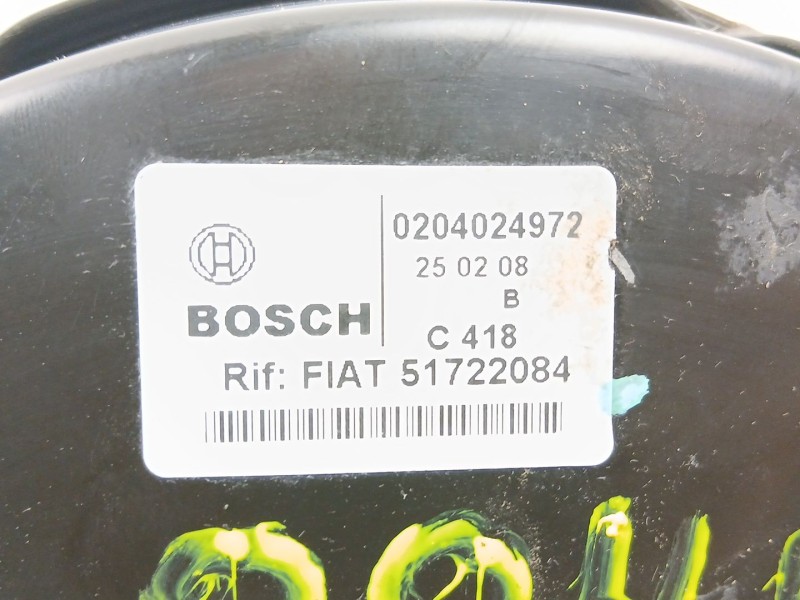 0204024972
25 02 08
B
BOSCH
C 418
Rif: FIAT 51722084